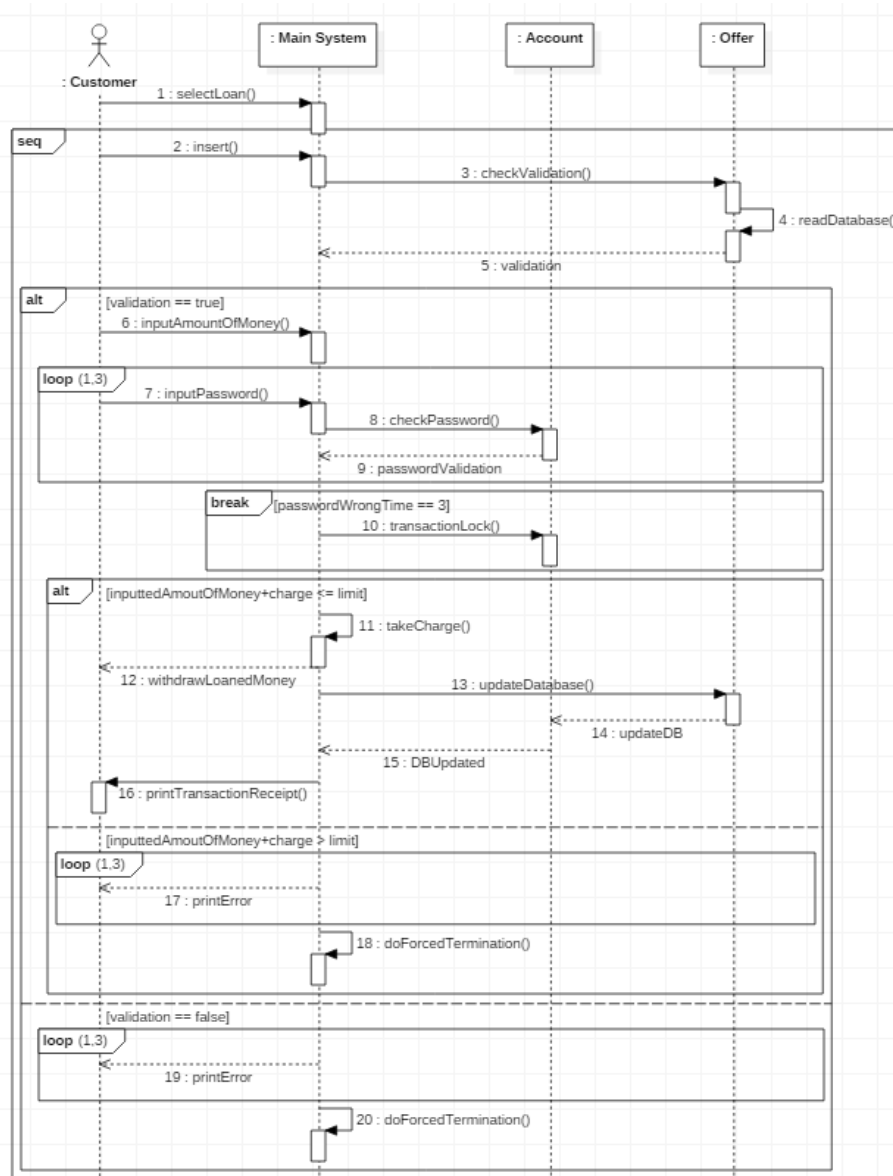 : Main System
: Account
: Offer
: Customer
1 : selectLoan()
seq
2 : insert()
3 : checkValidation()
4 : readDatabase(
5 : validation
alt
[validation == true]
6 : inputAmountOfMoney()
loop (1,3)
7 : inputPassword()
8 : checkPassword()
9 : passwordValidation
break
[passwordWrongTime == 3]
10 : transactionLock()
alt
[inputtedAmoutOfMoney+charge <= limit]
11 : takeCharge()
12 : withdrawLoanedMoney
13 : updateDatabase()
14 : updateDB
15 : DBUpdated
16 : printTransactionReceipt()
[inputtedAmoutOfMoney+charge > limit]
loop (1,3)
17 : printError
18 : doForcedTermination()
[validation == false]
loop (1,3)
19 : printError
20 : doForcedTermination()